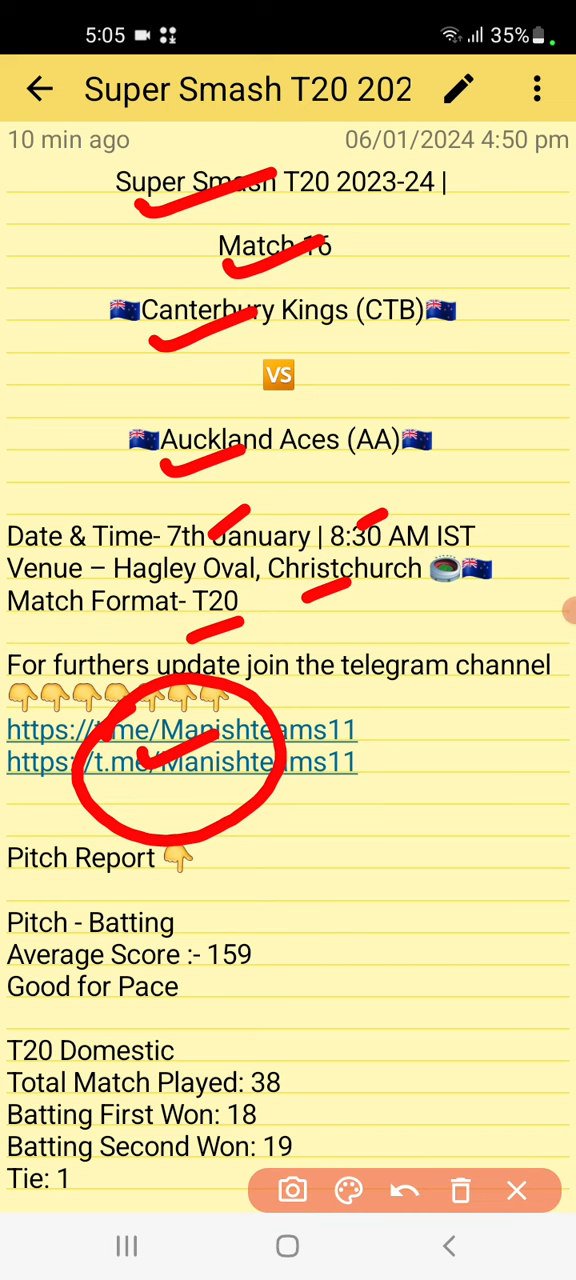 5:05
35%
Super Smash T20 202
10 min ago
06/01/2024 4:50 pm
Super Smash T20 2023-24 |
Match 16
🇳🇿Canterbury Kings (CTB)🇳🇿
🆚
🇳🇿Auckland Aces (AA)🇳🇿
Date & Time- 7th January | 8:30 AM IST
Venue – Hagley Oval, Christchurch 🏟️🇳🇿
Match Format- T20
For furthers update join the telegram channel
👇👇👇👇👇👇👇
https://t.me/Manishteams11
https://t.me/Manishteams11
Pitch Report 👇
Pitch - Batting
Average Score :- 159
Good for Pace
T20 Domestic
Total Match Played: 38
Batting First Won: 18
Batting Second Won: 19
Tie: 1